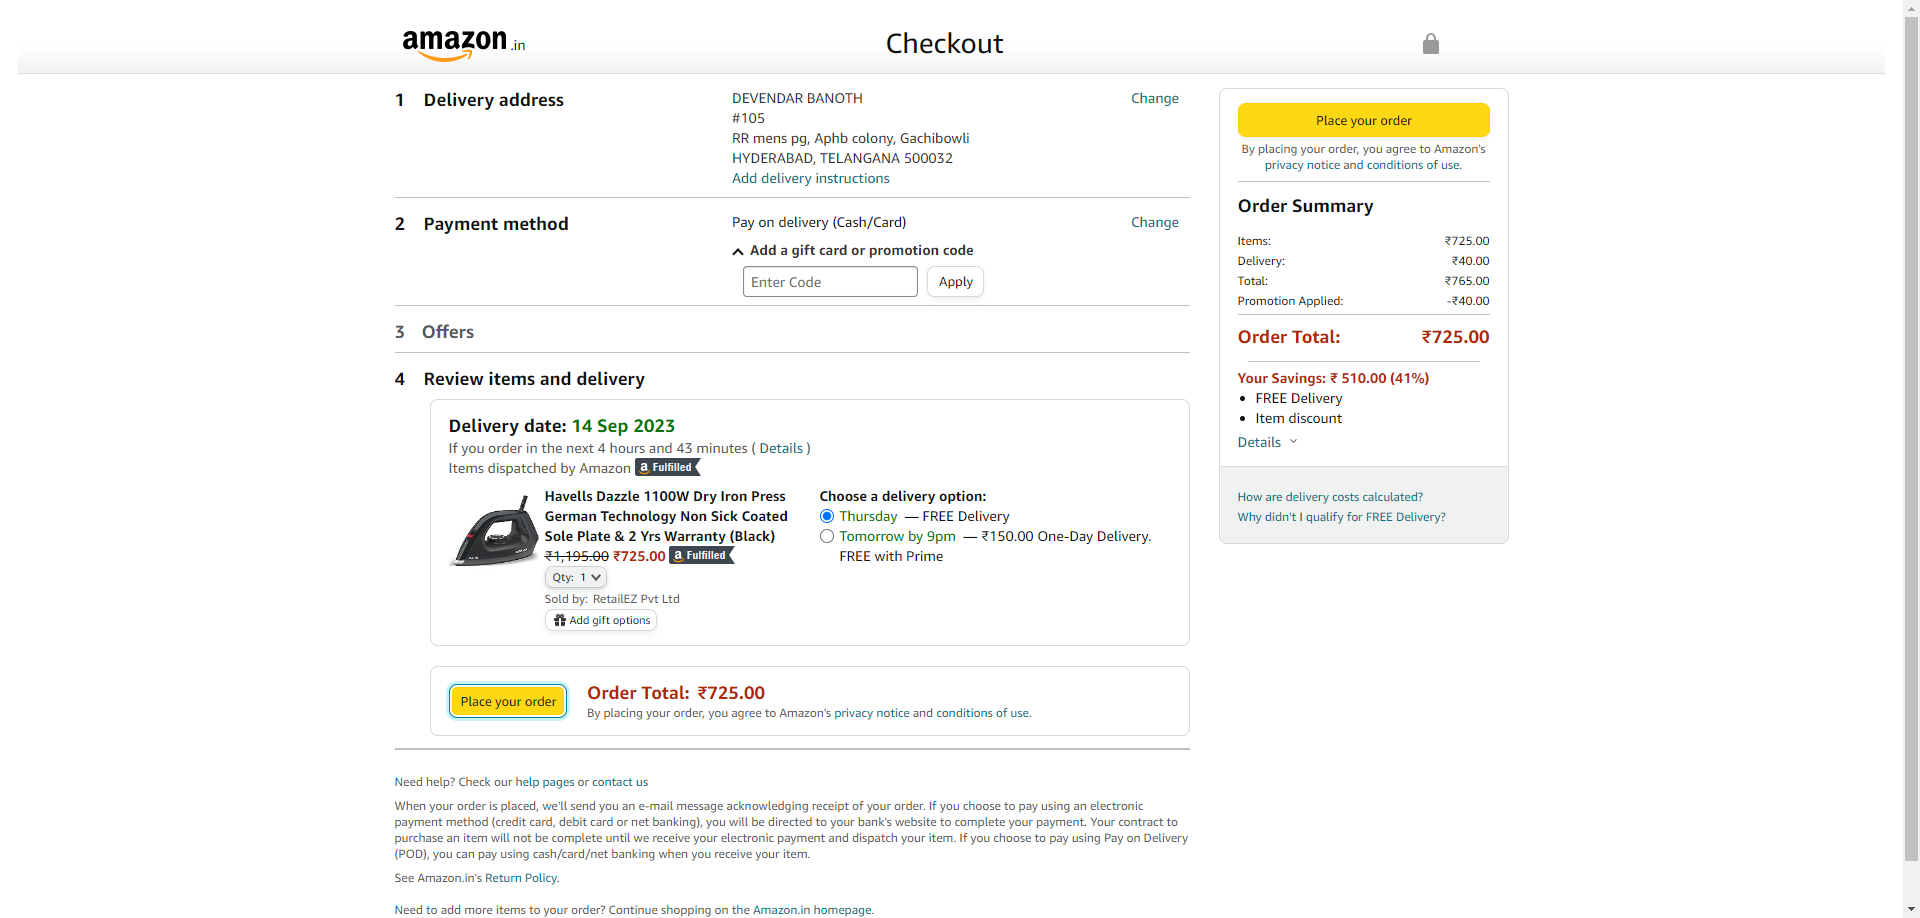 amazon.in
Checkout
1 Delivery address
DEVENDAR BANOTH
#105
RR mens pg, Aphb colony, Gachibowli
HYDERABAD, TELANGANA 500032
Add delivery instructions
Change
2 Payment method
Pay on delivery (Cash/Card)
Change
Add a gift card or promotion code
Enter Code
Apply
3 Offers
4 Review items and delivery
Delivery date: 14 Sep 2023
If you order in the next 4 hours and 43 minutes ( Details )
Items dispatched by Amazon a Fulfilled
Havells Dazzle 1100W Dry Iron Press
German Technology Non Sick Coated
Sole Plate & 2 Yrs Warranty (Black)
₹1,195.00 ₹725.00 a Fulfilled
Qty: 1
Sold by: RetailEZ Pvt Ltd
Add gift options
Choose a delivery option:
Thursday — FREE Delivery
Tomorrow by 9pm — ₹150.00 One-Day Delivery.
FREE with Prime
Place your order
Order Total: ₹725.00
By placing your order, you agree to Amazon's privacy notice and conditions of use.
Need help? Check our help pages or contact us
When your order is placed, we'll send you an e-mail message acknowledging receipt of your order. If you choose to pay using an electronic
payment method (credit card, debit card or net banking), you will be directed to your bank's website to complete your payment. Your contract to
purchase an item will not be complete until we receive your electronic payment and dispatch your item. If you choose to pay using Pay on Delivery
(POD), you can pay using cash/card/net banking when you receive your item.
See Amazon.in's Return Policy.
Need to add more items to your order? Continue shopping on the Amazon.in homepage.
Place your order
By placing your order, you agree to Amazon's
privacy notice and conditions of use.
Order Summary
Items: ₹725.00
Delivery: ₹40.00
Total: ₹765.00
Promotion Applied: -₹40.00
Order Total: ₹725.00
Your Savings: ₹ 510.00 (41%)
FREE Delivery
Item discount
Details
How are delivery costs calculated?
Why didn't I qualify for FREE Delivery?